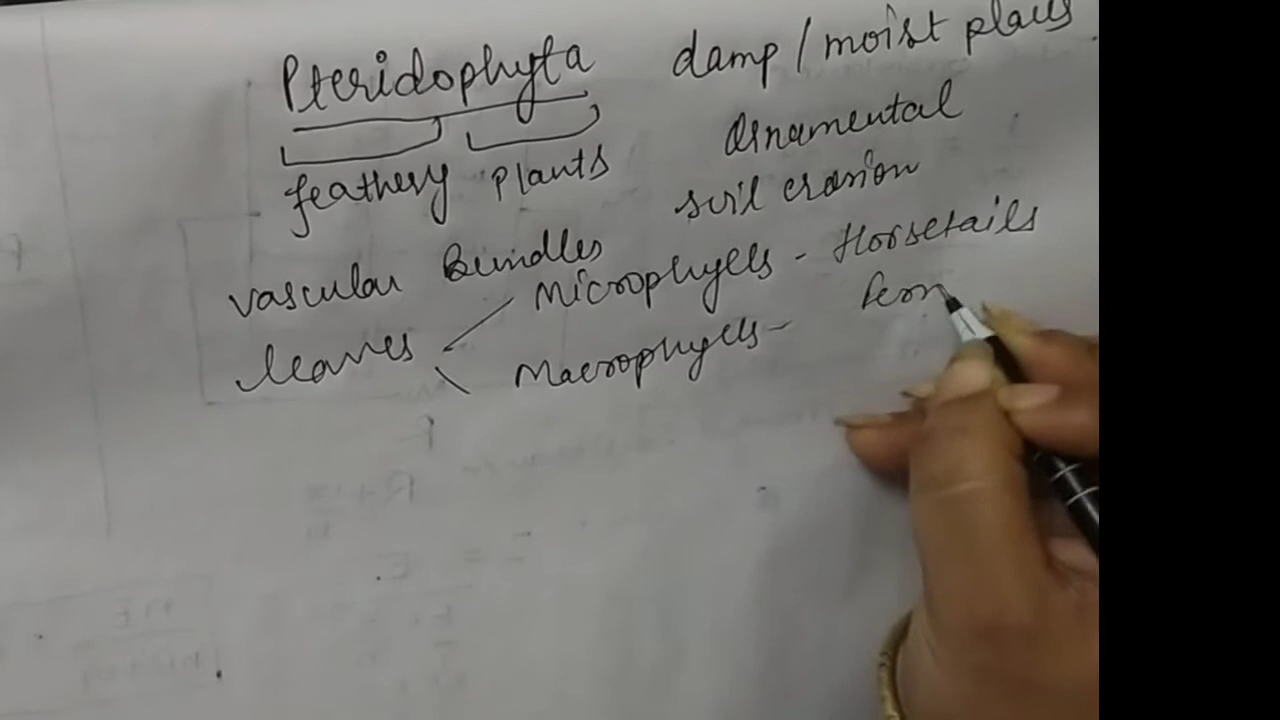 Pteridophyta damp / moist places
feathery plants ornamental
soil erosion
vascular Bundles
leaves Microphylls - Horsetails
Macrophylls - fern